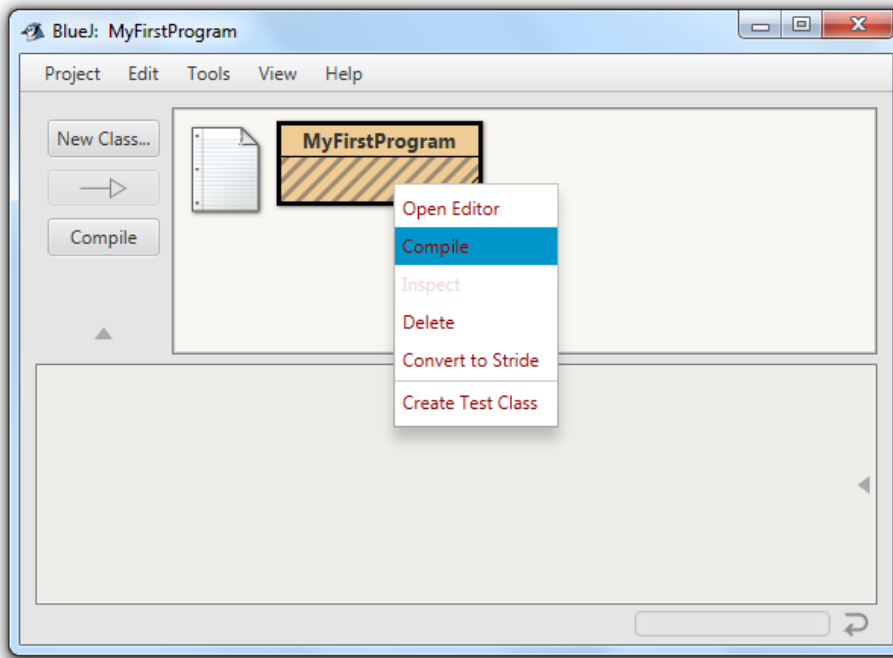 BlueJ: MyFirstProgram
Project Edit Tools View Help
New Class...
Compile
MyFirstProgram
Open Editor
Compile
Inspect
Delete
Convert to Stride
Create Test Class